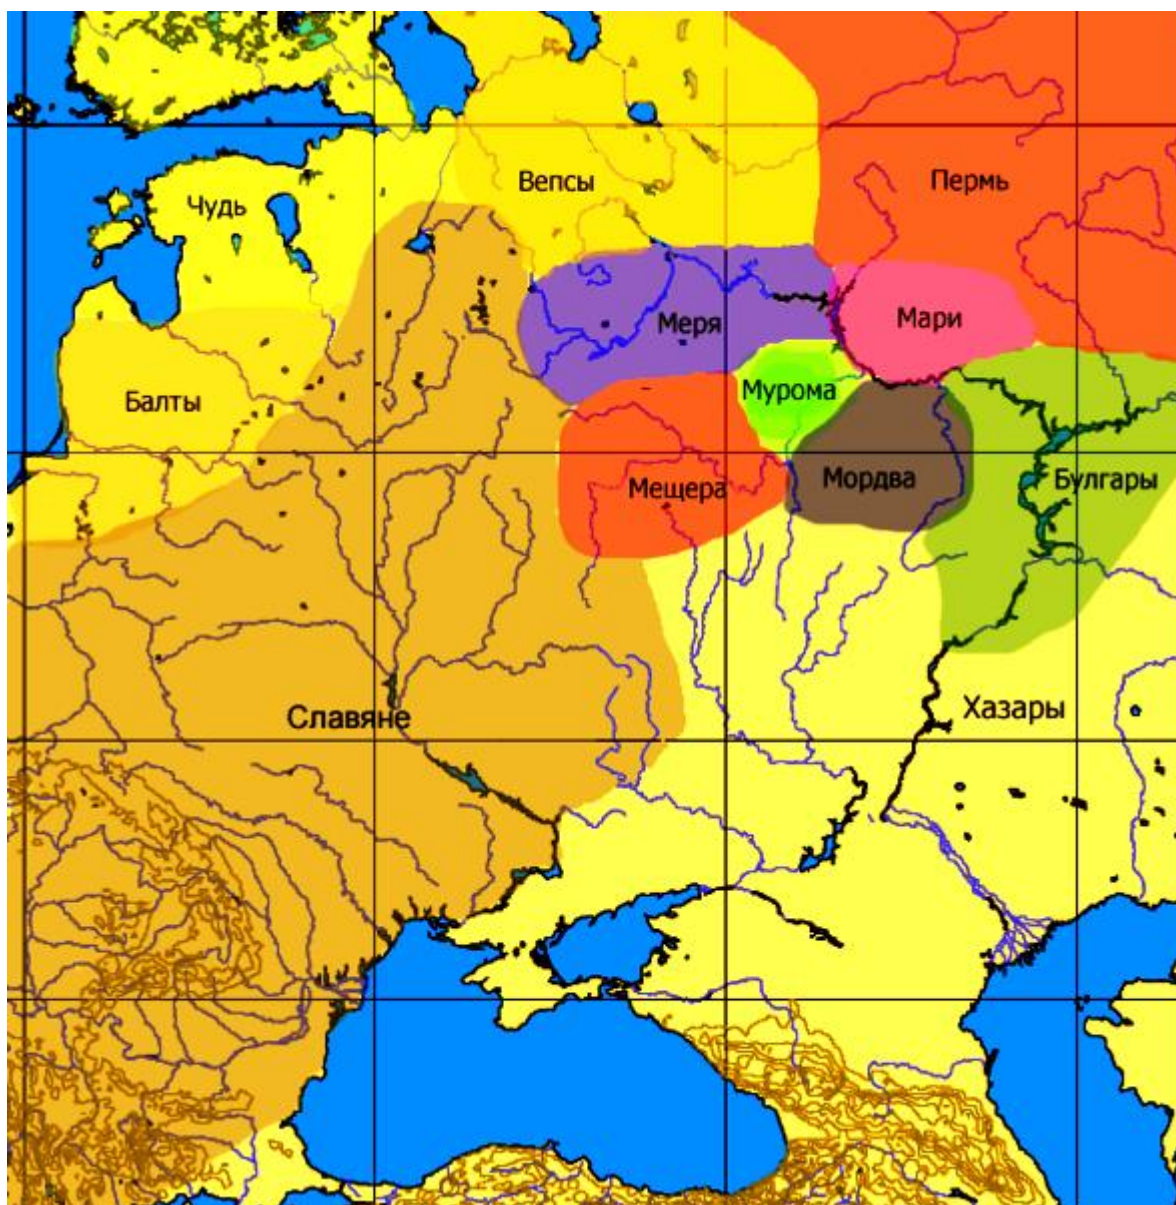 Вепсы
Пермь
Чудь
Меря
Мари
Балты
Мурома
Мещера
Мордва
Булгары
Славяне
Хазары